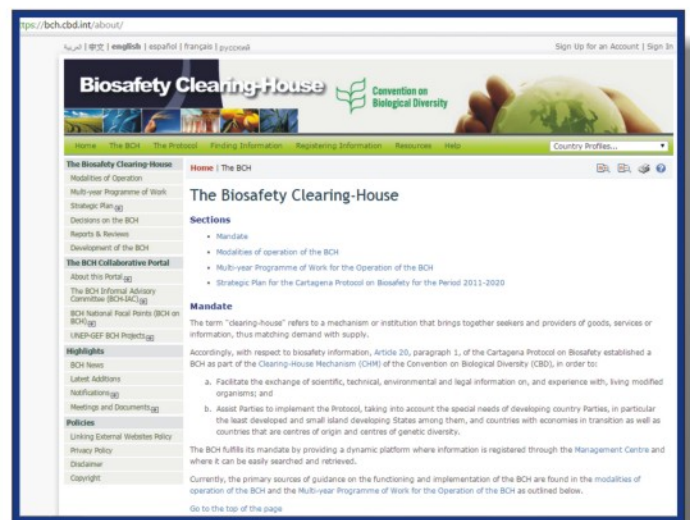 ttps://bch.cbd.int/about/
العربية | 中文 | english | español | français | русский
Sign Up for an Account | Sign In
Biosafety Clearing-House
Convention on
Biological Diversity
Home The BCH The Protocol Finding Information Registering Information Resources Help
Country Profiles...
The Biosafety Clearing-House
Modalities of Operation
Multi-year Programme of Work
Strategic Plan
Decisions on the BCH
Reports & Reviews
Development of the BCH
The BCH Collaborative Portal
About this Portal
The BCH Informal Advisory
Committee (BCH-IAC)
BCH National Focal Points (BCH on
BCH)
UNEP-GEF BCH Projects
Highlights
BCH News
Latest Additions
Notifications
Meetings and Documents
Policies
Linking External Websites Policy
Privacy Policy
Disclaimer
Copyright
Home | The BCH
The Biosafety Clearing-House
Sections
• Mandate
• Modalities of operation of the BCH
• Multi-year Programme of Work for the Operation of the BCH
• Strategic Plan for the Cartagena Protocol on Biosafety for the Period 2011-2020
Mandate
The term "clearing-house" refers to a mechanism or institution that brings together seekers and providers of goods, services or
information, thus matching demand with supply.
Accordingly, with respect to biosafety information, Article 20, paragraph 1, of the Cartagena Protocol on Biosafety established a
BCH as part of the Clearing-House Mechanism (CHM) of the Convention on Biological Diversity (CBD), in order to:
a. Facilitate the exchange of scientific, technical, environmental and legal information on, and experience with, living modified
organisms; and
b. Assist Parties to implement the Protocol, taking into account the special needs of developing country Parties, in particular
the least developed and small island developing States among them, and countries with economies in transition as well as
countries that are centres of origin and centres of genetic diversity.
The BCH fulfills its mandate by providing a dynamic platform where information is registered through the Management Centre and
where it can be easily searched and retrieved.
Currently, the primary sources of guidance on the functioning and implementation of the BCH are found in the modalities of
operation of the BCH and the Multi-year Programme of Work for the Operation of the BCH as outlined below.
Go to the top of the page